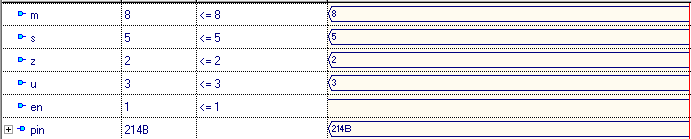 m 8 <= 8 8
s 5 <= 5 5
z 2 <= 2 2
u 3 <= 3 3
en 1 <= 1
pin 214B 214B